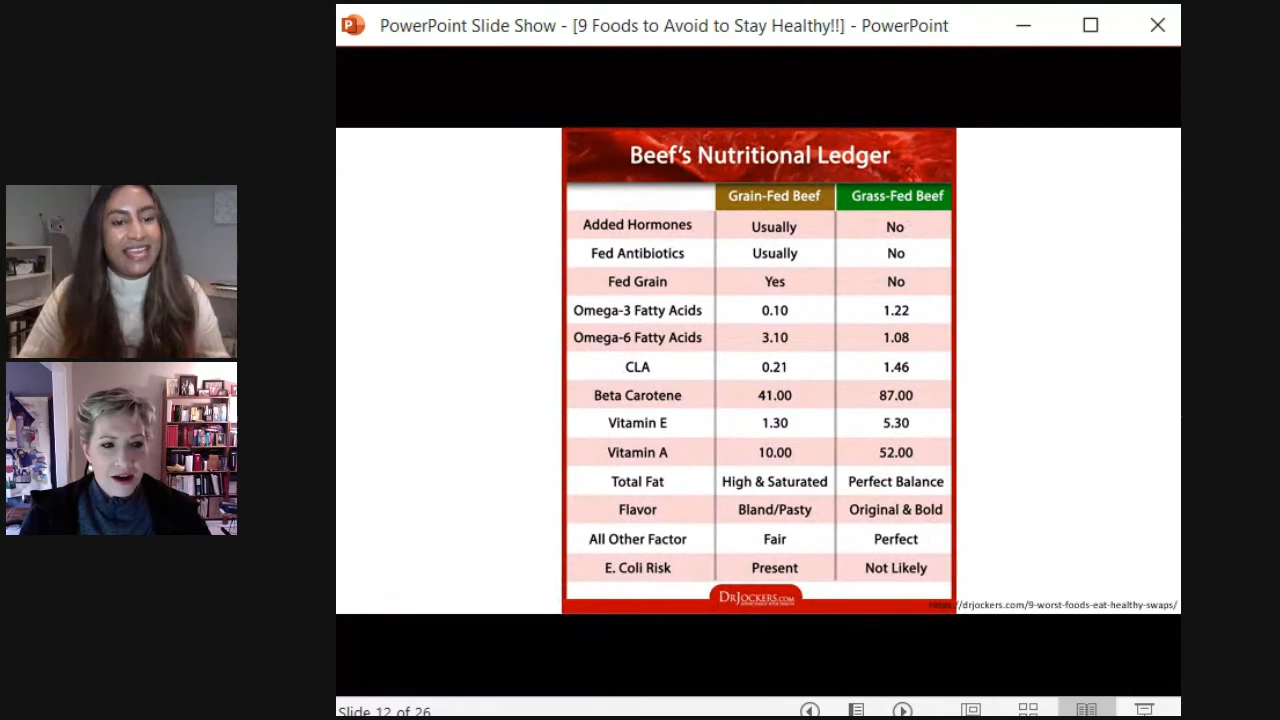 PowerPoint Slide Show - [9 Foods to Avoid to Stay Healthy!!] - PowerPoint
Beef's Nutritional Ledger
Grain-Fed Beef Grass-Fed Beef
Added Hormones Usually No
Fed Antibiotics Usually No
Fed Grain Yes No
Omega-3 Fatty Acids 0.10 1.22
Omega-6 Fatty Acids 3.10 1.08
CLA 0.21 1.46
Beta Carotene 41.00 87.00
Vitamin E 1.30 5.30
Vitamin A 10.00 52.00
Total Fat High & Saturated Perfect Balance
Flavor Bland/Pasty Original & Bold
All Other Factor Fair Perfect
E. Coli Risk Present Not Likely
DrJockers.com
https://drjockers.com/9-worst-foods-eat-healthy-swaps/
Slide 12 of 26